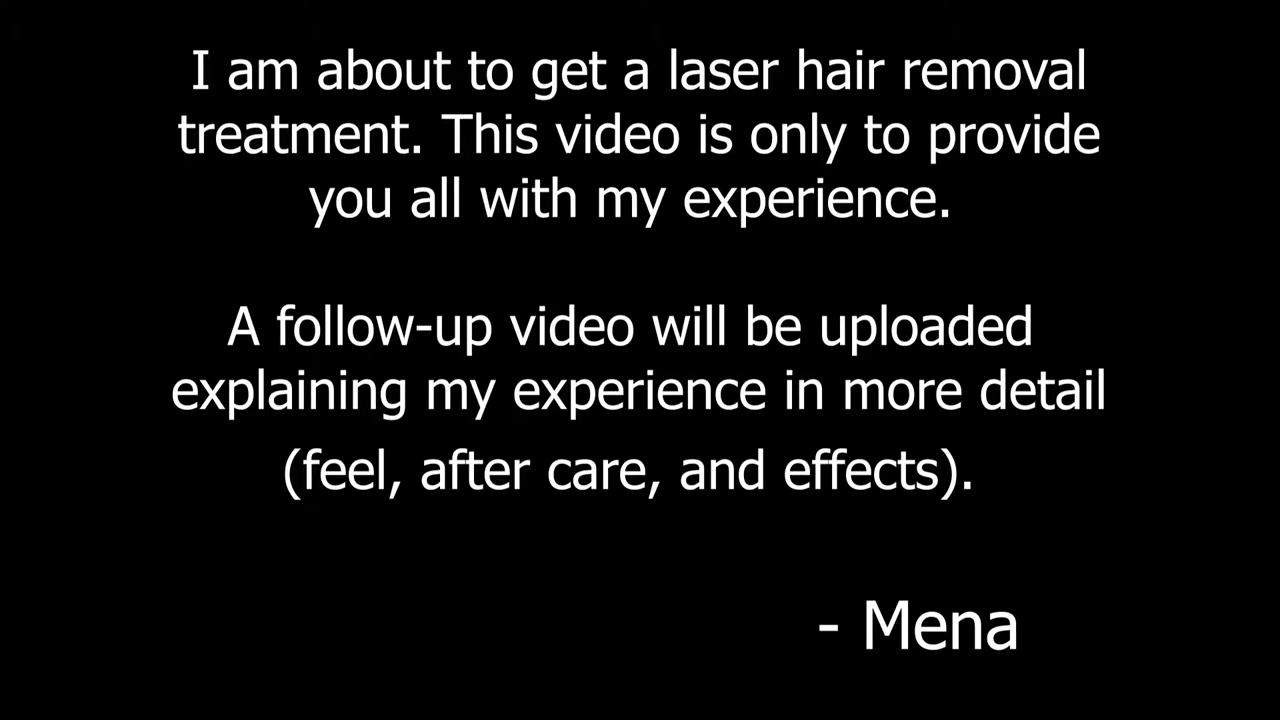 I am about to get a laser hair removal
treatment. This video is only to provide
you all with my experience.
A follow-up video will be uploaded
explaining my experience in more detail
(feel, after care, and effects).
- Mena